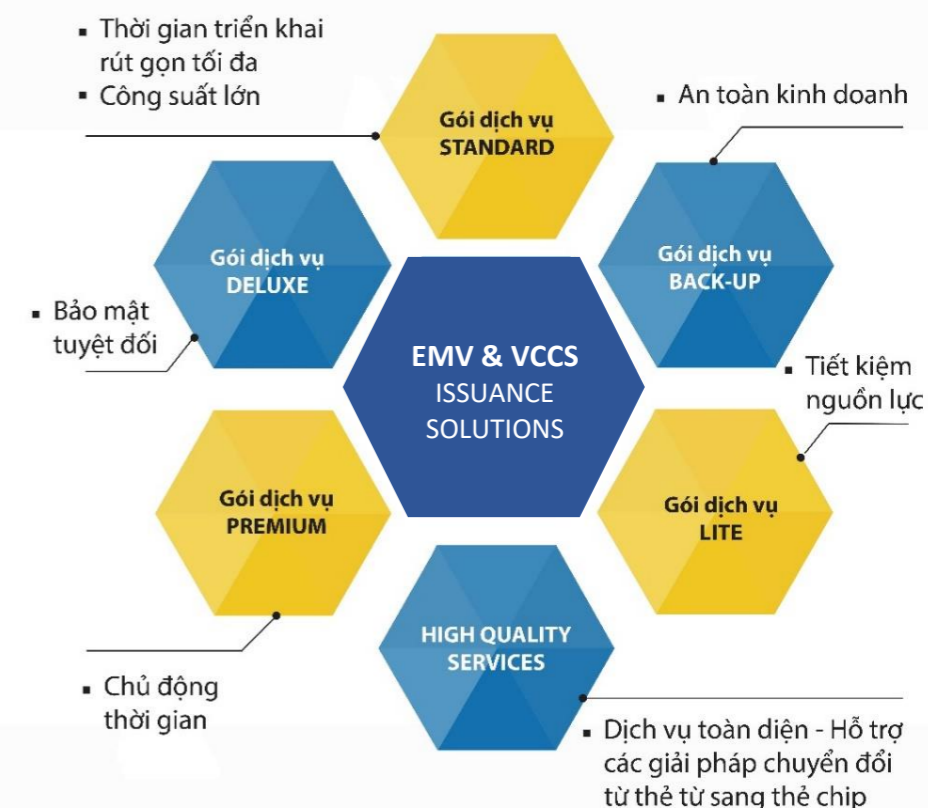 ▪ Thời gian triển khai
rút gọn tối đa
▪ Công suất lớn
Gói dịch vụ
STANDARD
▪ An toàn kinh doanh
Gói dịch vụ
DELUXE
Gói dịch vụ
BACK-UP
▪ Bảo mật
tuyệt đối
EMV & VCCS
ISSUANCE
SOLUTIONS
▪ Tiết kiệm
nguồn lực
Gói dịch vụ
PREMIUM
Gói dịch vụ
LITE
HIGH QUALITY
SERVICES
▪ Chủ động
thời gian
▪ Dịch vụ toàn diện - Hỗ trợ
các giải pháp chuyển đổi
từ thẻ từ sang thẻ chip